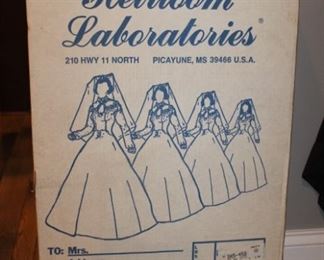 Heirloom
Laboratories®
210 HWY 11 NORTH PICAYUNE, MS 39466 U.S.A.
TO: Mrs.